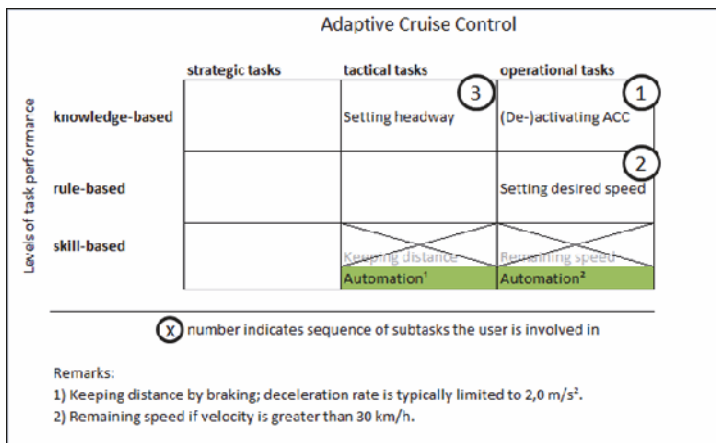 Adaptive Cruise Control
strategic tasks tactical tasks operational tasks
3 1
knowledge-based Setting headway (De-)activating ACC
2
rule-based Setting desired speed
Levels of task performance
skill-based
Keeping distance Remaining speed
Automation¹ Automation²
X number indicates sequence of subtasks the user is involved in
Remarks:
1) Keeping distance by braking; deceleration rate is typically limited to 2,0 m/s².
2) Remaining speed if velocity is greater than 30 km/h.